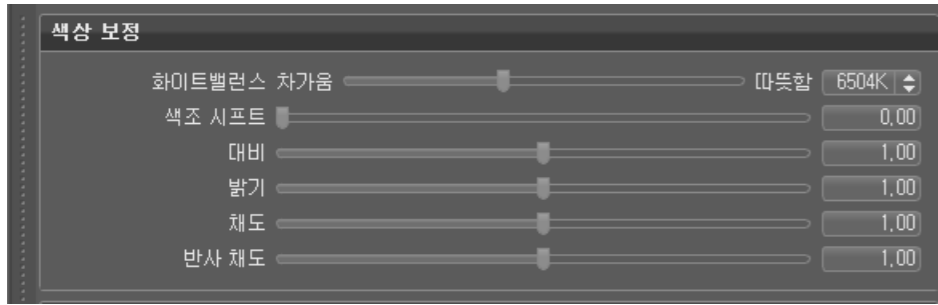 색상 보정
화이트밸런스 차가움 따뜻함 6504K
색조 시프트 0,00
대비 1,00
밝기 1,00
채도 1,00
반사 채도 1,00